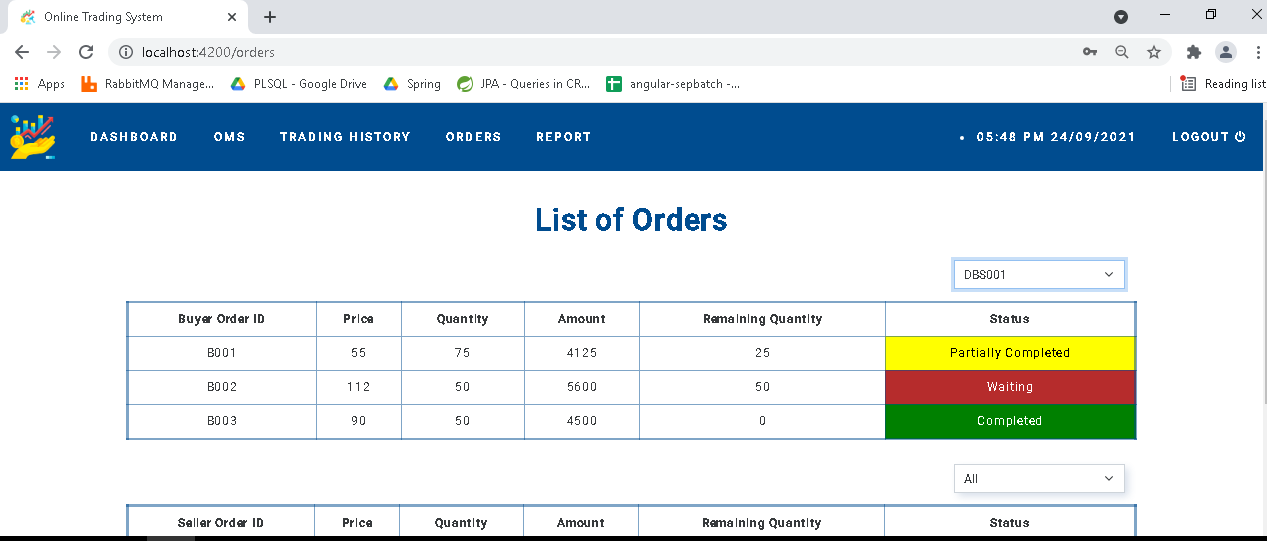 Online Trading System
localhost:4200/orders
Apps RabbitMQ Manage... PLSQL - Google Drive Spring JPA - Queries in CR... angular-sepbatch -... Reading list
DASHBOARD OMS TRADING HISTORY ORDERS REPORT 05:48 PM 24/09/2021 LOGOUT
List of Orders
DBS001
Buyer Order ID Price Quantity Amount Remaining Quantity Status
B001 55 75 4125 25 Partially Completed
B002 112 50 5600 50 Waiting
B003 90 50 4500 0 Completed
All
Seller Order ID Price Quantity Amount Remaining Quantity Status